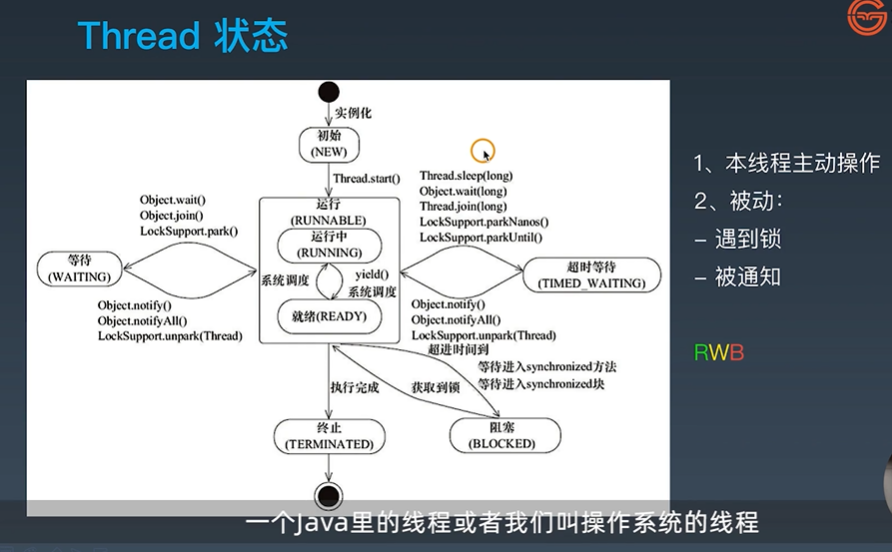 Thread 状态
实例化
初始
(NEW)
Thread.start()
Object.wait()
Object.join()
LockSupport.park()
等待
(WAITING)
Object.notify()
Object.notifyAll()
LockSupport.unpark(Thread)
运行
(RUNNABLE)
运行中
(RUNNING)
系统调度
yield()
系统调度
就绪(READY)
Thread.sleep(long)
Object.wait(long)
Thread.join(long)
LockSupport.parkNanos()
LockSupport.parkUntil()
超时等待
(TIMED_WAITING)
Object.notify()
Object.notifyAll()
LockSupport.unpark(Thread)
超进时间到
等待进入synchronized方法
等待进入synchronized块
获取到锁
执行完成
终止
(TERMINATED)
阻塞
(BLOCKED)
1、本线程主动操作
2、被动：
- 遇到锁
- 被通知
RWB
一个Java里的线程或者我们叫操作系统的线程